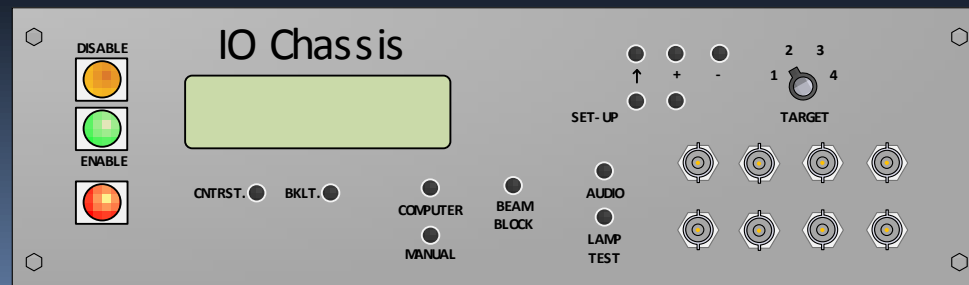 IO Chassis
DISABLE
ENABLE
CNTRST.
BKLT.
COMPUTER
MANUAL
BEAM
BLOCK
↑ + -
SET-UP
AUDIO
LAMP
TEST
2 3
1 4
TARGET